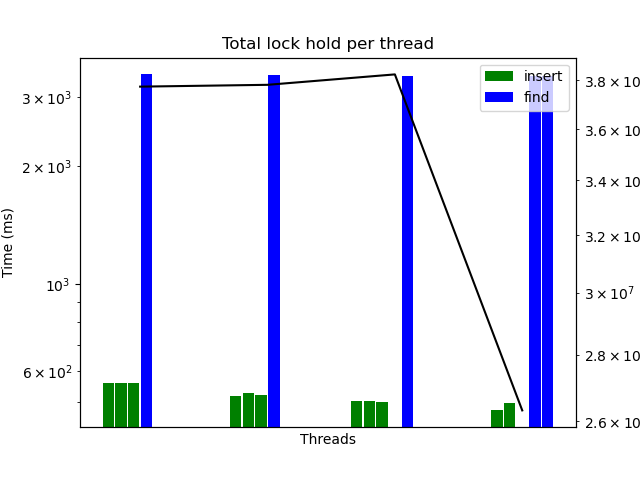 Total lock hold per thread
insert
find
3 × 10³
2 × 10³
10³
6 × 10²
Time (ms)
Threads
3.8 × 10
3.6 × 10
3.4 × 10
3.2 × 10
3 × 10⁷
2.8 × 10
2.6 × 10